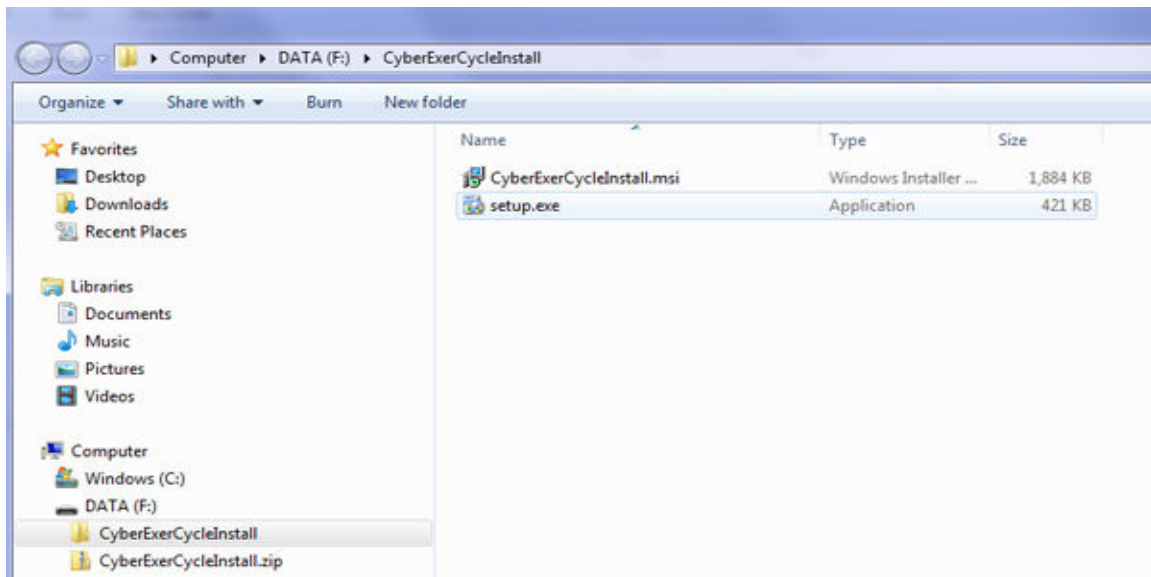 Computer ▸ DATA (F:) ▸ CyberExerCycleInstall
Organize Share with Burn New folder
Favorites
Desktop
Downloads
Recent Places
Libraries
Documents
Music
Pictures
Videos
Computer
Windows (C:)
DATA (F:)
CyberExerCycleInstall
CyberExerCycleInstall.zip
Name Type Size
CyberExerCycleInstall.msi Windows Installer ... 1,884 KB
setup.exe Application 421 KB